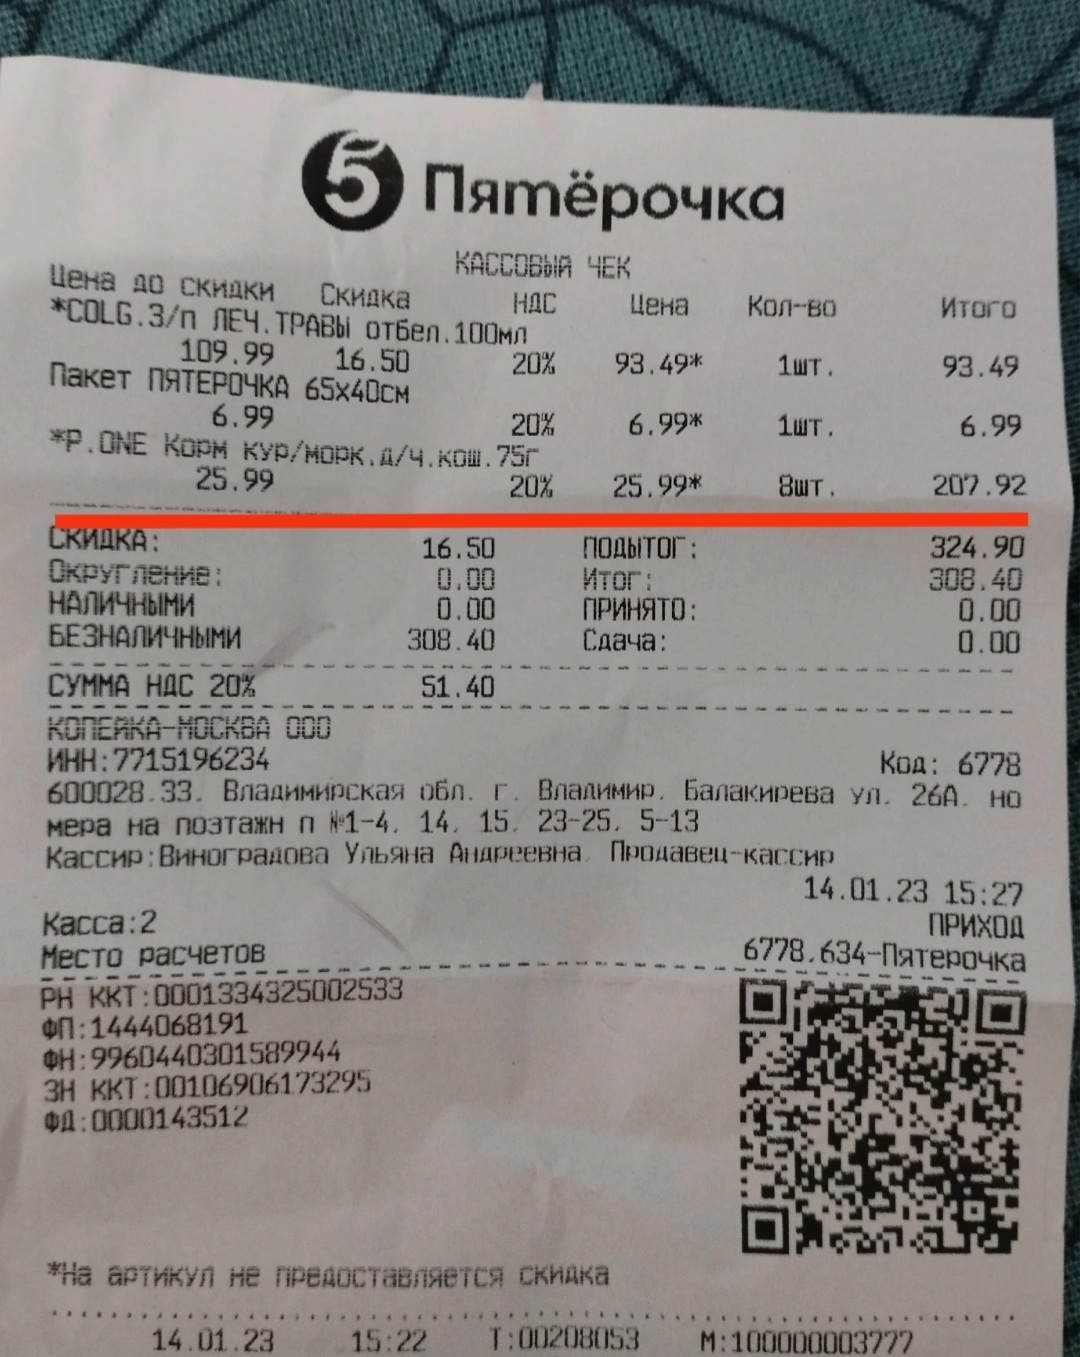 5 Пятёрочка
КАССОВЫЙ ЧЕК
Цена до скидки Скидка НДС Цена Кол-во Итого
*COLG.З/п ЛЕЧ.ТРАВЫ отбел.100мл
109.99 16.50 20% 93.49* 1шт. 93.49
Пакет ПЯТЕРОЧКА 65х40см
6.99 20% 6.99* 1шт. 6.99
*P.ONE Корм кур/морк.д/ч.кош.75г
25.99 20% 25.99* 8шт. 207.92
СКИДКА: 16.50 ПОДЫТОГ: 324.90
Округление: 0.00 Итог: 308.40
НАЛИЧНЫМИ 0.00 ПРИНЯТО: 0.00
БЕЗНАЛИЧНЫМИ 308.40 Сдача: 0.00
СУММА НДС 20% 51.40
КОПЕЙКА-МОСКВА ООО
ИНН:7715196234 Код: 6778
600028.33. Владимирская обл. г. Владимир. Балакирева ул. 26А. но
мера на поэтажн п №1-4. 14. 15. 23-25. 5-13
Кассир:Виноградова Ульяна Андреевна. Продавец-кассир
14.01.23 15:27
Касса:2 ПРИХОД
Место расчетов 6778.634-Пятерочка
РН ККТ:0001334325002533
ФП:1444068191
ФН:9960440301589944
ЗН ККТ:00106906173295
ФД:0000143512
*На артикул не предоставляется скидка
14.01.23 15:22 Т:00208053 М:100000003777